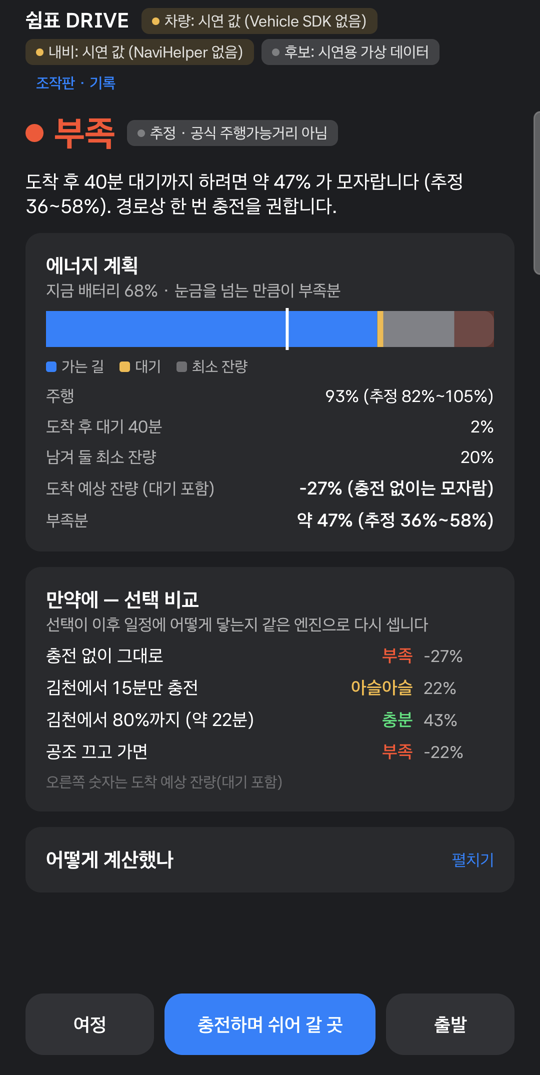 쉼표 DRIVE 차량: 시연 값 (Vehicle SDK 없음)
내비: 시연 값 (NaviHelper 없음) 후보: 시연용 가상 데이터
조작판 · 기록
부족 추정 · 공식 주행가능거리 아님
도착 후 40분 대기까지 하려면 약 47% 가 모자랍니다 (추정
36~58%). 경로상 한 번 충전을 권합니다.
에너지 계획
지금 배터리 68% · 눈금을 넘는 만큼이 부족분
가는 길 대기 최소 잔량
주행 93% (추정 82%~105%)
도착 후 대기 40분 2%
남겨 둘 최소 잔량 20%
도착 예상 잔량 (대기 포함) -27% (충전 없이는 모자람)
부족분 약 47% (추정 36%~58%)
만약에 — 선택 비교
선택이 이후 일정에 어떻게 닿는지 같은 엔진으로 다시 셉니다
충전 없이 그대로 부족 -27%
김천에서 15분만 충전 아슬아슬 22%
김천에서 80%까지 (약 22분) 충분 43%
공조 끄고 가면 부족 -22%
오른쪽 숫자는 도착 예상 잔량(대기 포함)
어떻게 계산했나 펼치기
여정 충전하며 쉬어 갈 곳 출발